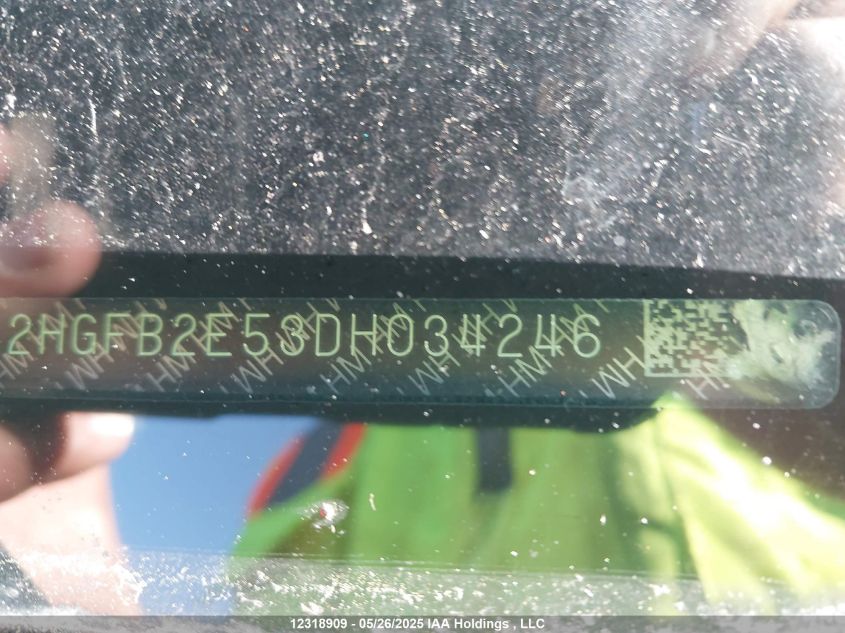 2HGFB2E53DH034246
12318909 - 05/26/2025 IAA Holdings , LLC